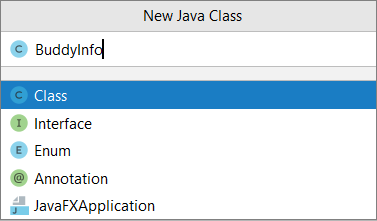 New Java Class
C BuddyInfo
C Class
I Interface
E Enum
@ Annotation
JavaFXApplication